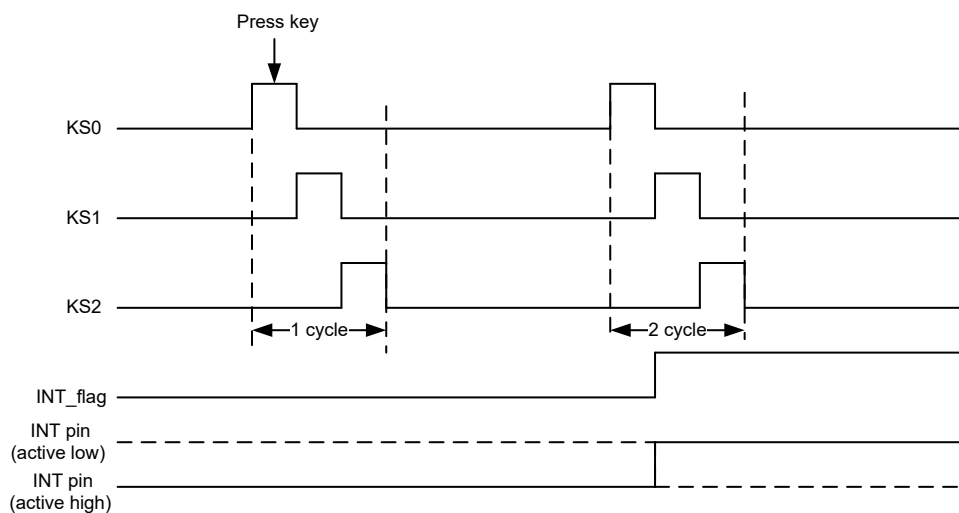 Press key
KS0
KS1
KS2
1 cycle
2 cycle
INT_flag
INT pin
(active low)
INT pin
(active high)